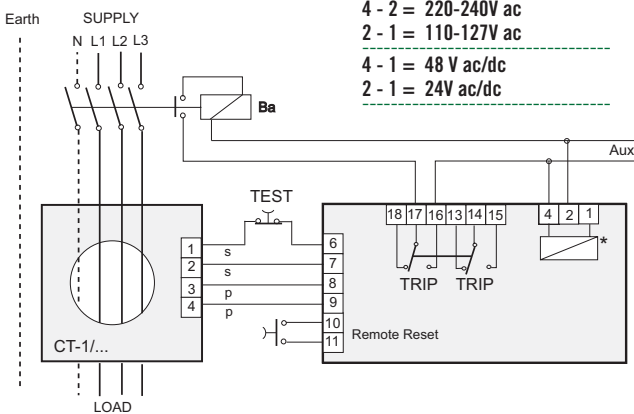 4 - 2 = 220-240V ac
2 - 1 = 110-127V ac
4 - 1 = 48 V ac/dc
2 - 1 = 24V ac/dc
Earth
SUPPLY
N L1 L2 L3
Ba
Aux
TEST
18 17 16 13 14 15
4 2 1
*
TRIP TRIP
1
2
3
4
s
s
p
p
6
7
8
9
10
11
Remote Reset
CT-1/...
LOAD